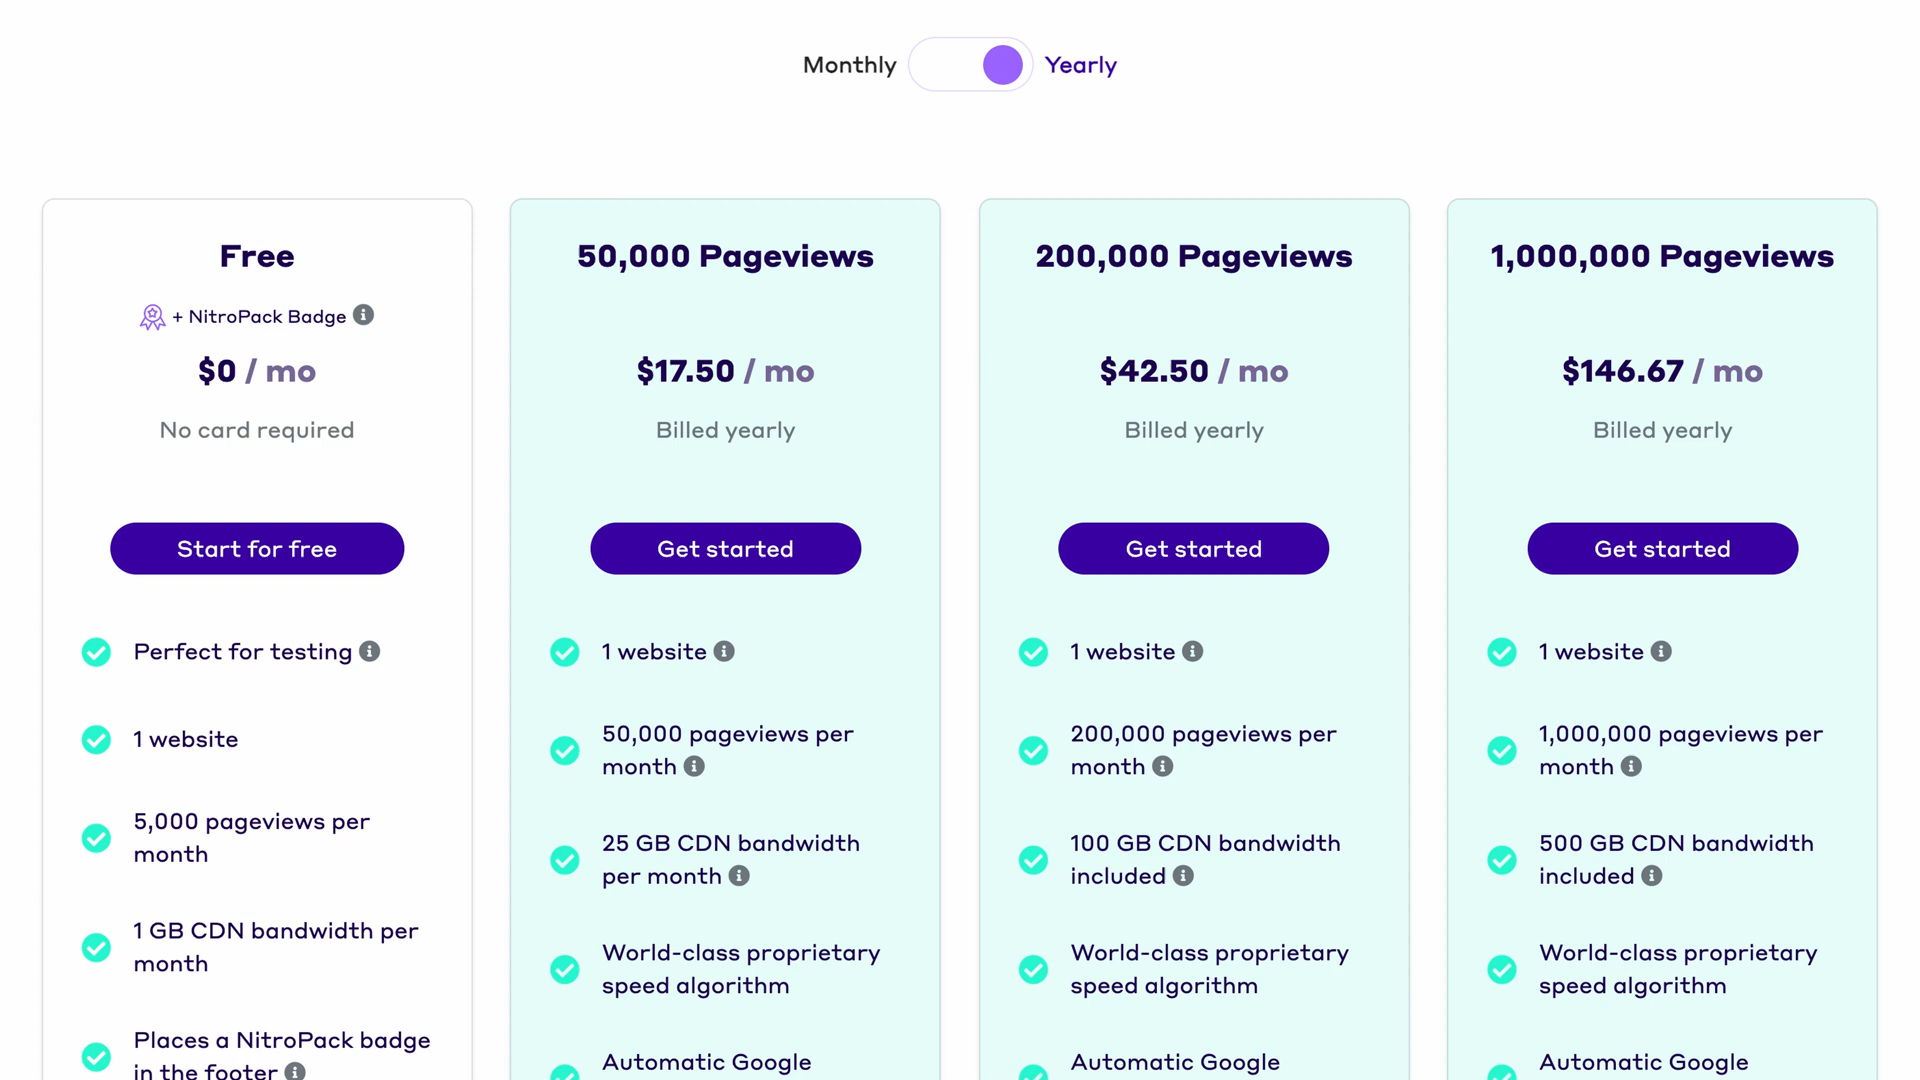 Monthly Yearly
Free
+ NitroPack Badge
$0 / mo
No card required
Start for free
Perfect for testing
1 website
5,000 pageviews per
month
1 GB CDN bandwidth per
month
Places a NitroPack badge
in the footer
50,000 Pageviews
$17.50 / mo
Billed yearly
Get started
1 website
50,000 pageviews per
month
25 GB CDN bandwidth
per month
World-class proprietary
speed algorithm
Automatic Google
200,000 Pageviews
$42.50 / mo
Billed yearly
Get started
1 website
200,000 pageviews per
month
100 GB CDN bandwidth
included
World-class proprietary
speed algorithm
Automatic Google
1,000,000 Pageviews
$146.67 / mo
Billed yearly
Get started
1 website
1,000,000 pageviews per
month
500 GB CDN bandwidth
included
World-class proprietary
speed algorithm
Automatic Google